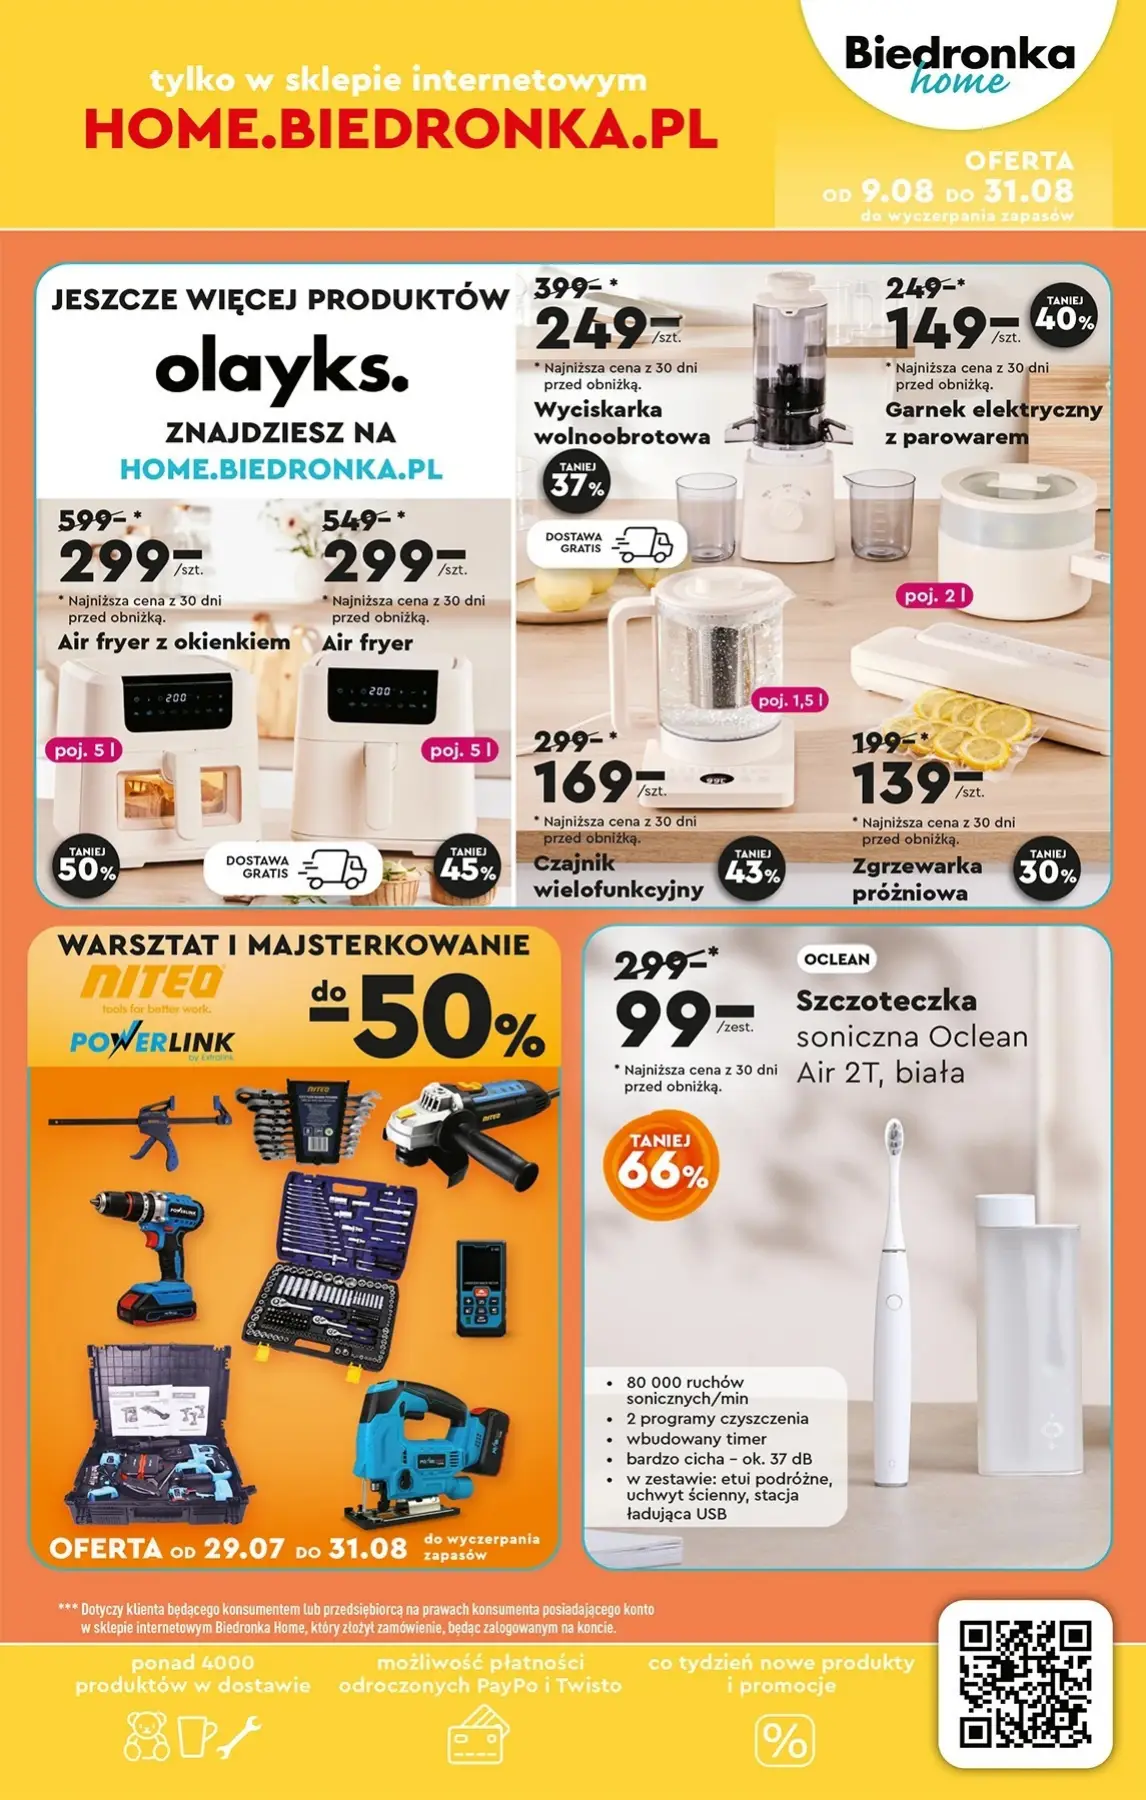 Biedronka
home
tylko w sklepie internetowym
HOME.BIEDRONKA.PL
OFERTA
OD 9.08 DO 31.08
do wyczerpania zapasów
JESZCZE WIĘCEJ PRODUKTÓW
olayks.
ZNAJDZIESZ NA
HOME.BIEDRONKA.PL
599-*
299-/szt.
* Najniższa cena z 30 dni
przed obniżką.
Air fryer z okienkiem
200
poj. 5 l
TANIEJ
50%
549-*
299-/szt.
* Najniższa cena z 30 dni
przed obniżką.
Air fryer
200
poj. 5 l
DOSTAWA
GRATIS
TANIEJ
45%
399-*
249-/szt.
* Najniższa cena z 30 dni
przed obniżką.
Wyciskarka
wolnoobrotowa
TANIEJ
37%
DOSTAWA
GRATIS
249-*
149-/szt.
TANIEJ
40%
* Najniższa cena z 30 dni
przed obniżką.
Garnek elektryczny
z parowarem
poj. 2 l
poj. 1,5 l
299-*
169-/szt.
* Najniższa cena z 30 dni
przed obniżką.
Czajnik
wielofunkcyjny
TANIEJ
43%
199-*
139-/szt.
* Najniższa cena z 30 dni
przed obniżką.
Zgrzewarka
próżniowa
TANIEJ
30%
WARSZTAT I MAJSTERKOWANIE
NITEO
tools for better work.
POWERLINK
by Extralink
do
-50%
NITEO
NITEO
POWERLINK
OFERTA OD 29.07 DO 31.08
do wyczerpania
zapasów
299-*
99-/zest.
* Najniższa cena z 30 dni
przed obniżką.
OCLEAN
Szczoteczka
soniczna Oclean
Air 2T, biała
TANIEJ
66%
• 80 000 ruchów
sonicznych/min
• 2 programy czyszczenia
• wbudowany timer
• bardzo cicha – ok. 37 dB
• w zestawie: etui podróżne,
uchwyt ścienny, stacja
ładująca USB
*** Dotyczy klienta będącego konsumentem lub przedsiębiorcą na prawach konsumenta posiadającego konto
w sklepie internetowym Biedronka Home, który złożył zamówienie, będąc zalogowanym na koncie.
ponad 4000
produktów w dostawie
możliwość płatności
odroczonych PayPo i Twisto
co tydzień nowe produkty
i promocje
%